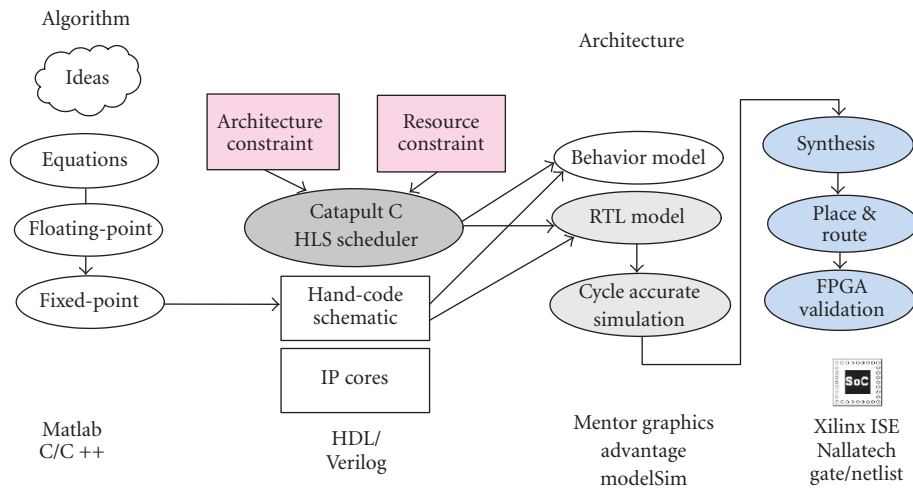 Algorithm
Ideas
Equations
Floating-point
Fixed-point
Matlab
C/C ++
Architecture
constraint
Resource
constraint
Catapult C
HLS scheduler
Hand-code
schematic
IP cores
HDL/
Verilog
Architecture
Behavior model
RTL model
Cycle accurate
simulation
Mentor graphics
advantage
modelSim
Synthesis
Place &
route
FPGA
validation
SoC
Xilinx ISE
Nallatech
gate/netlist